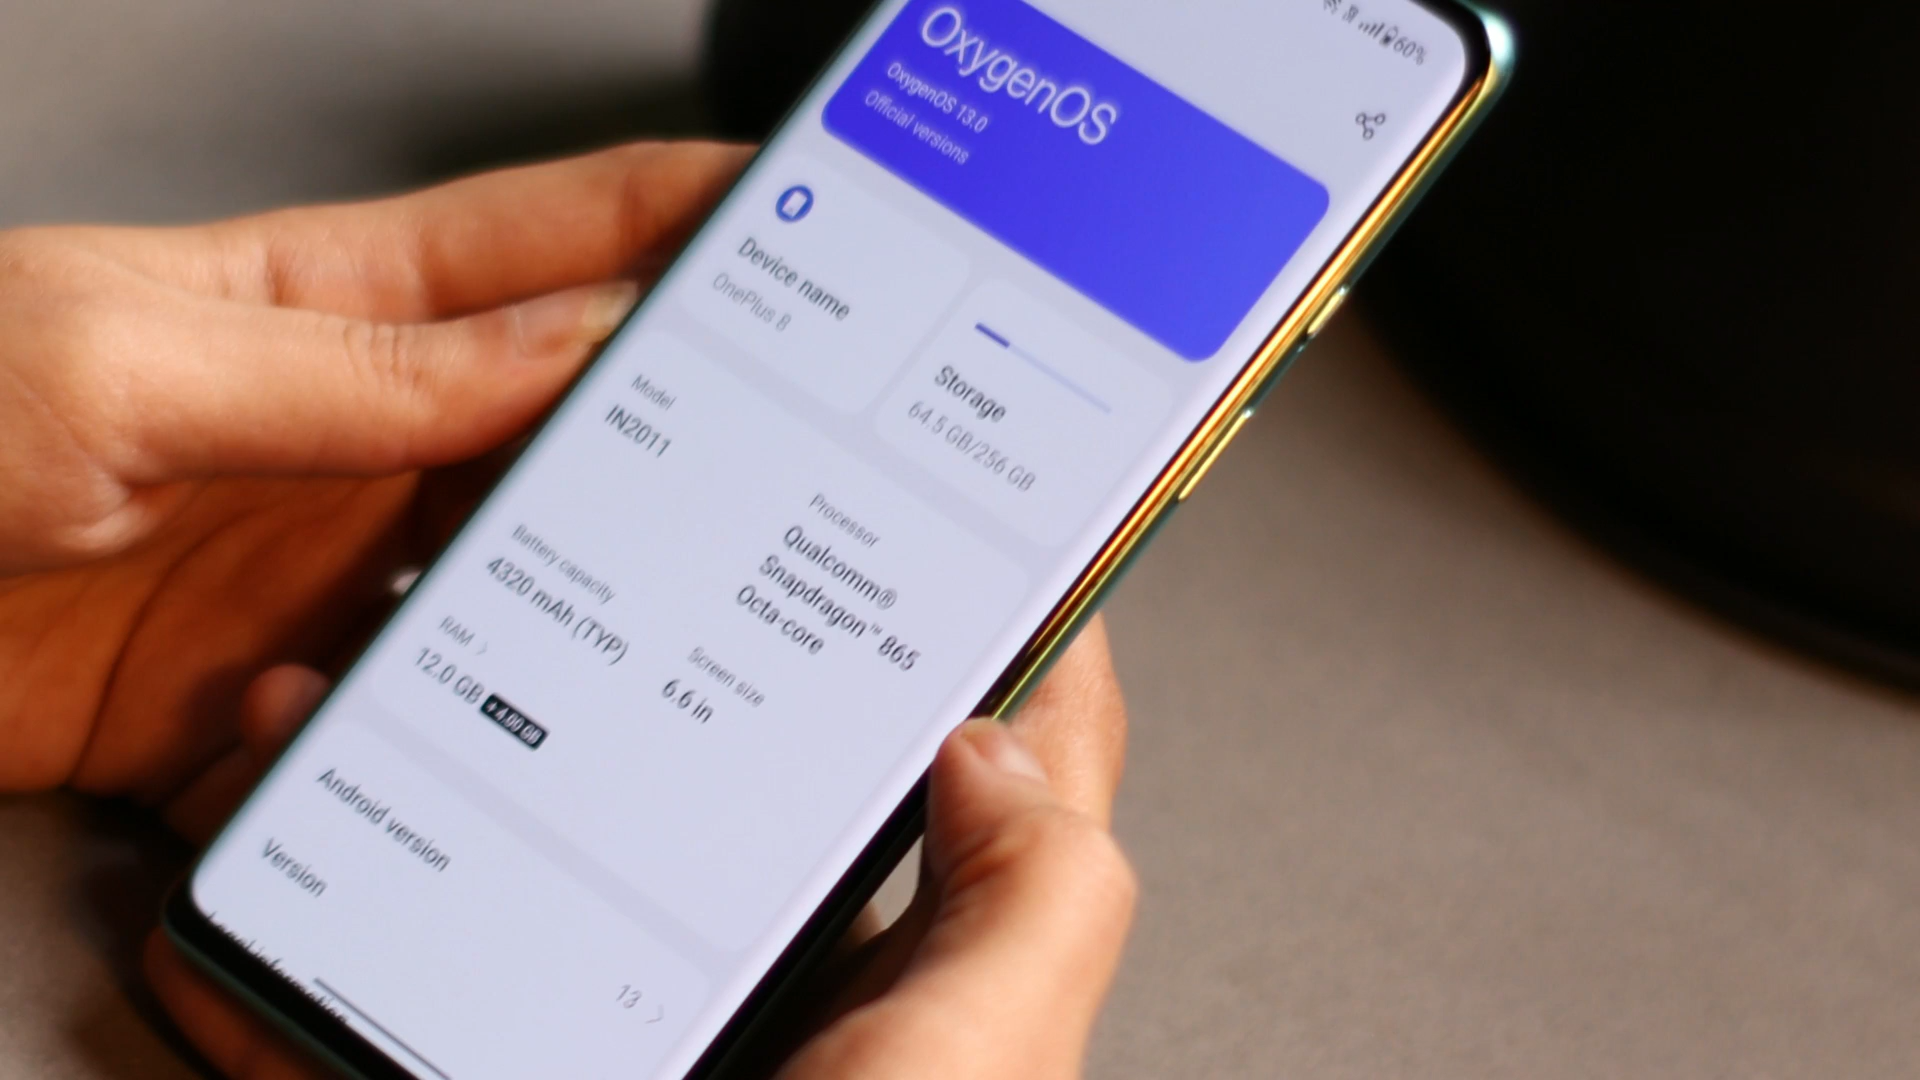 60%
OxygenOS
OxygenOS 13.0
Official versions
Device name
OnePlus 8
Storage
64,5 GB/256 GB
Model
IN2011
Processor
Qualcomm®
Snapdragon™ 865
Octa-core
Battery capacity
4320 mAh (TYP)
Screen size
6,6 in
RAM >
12,0 GB + 4,00 GB
Android version
13 >
Version
Legal information